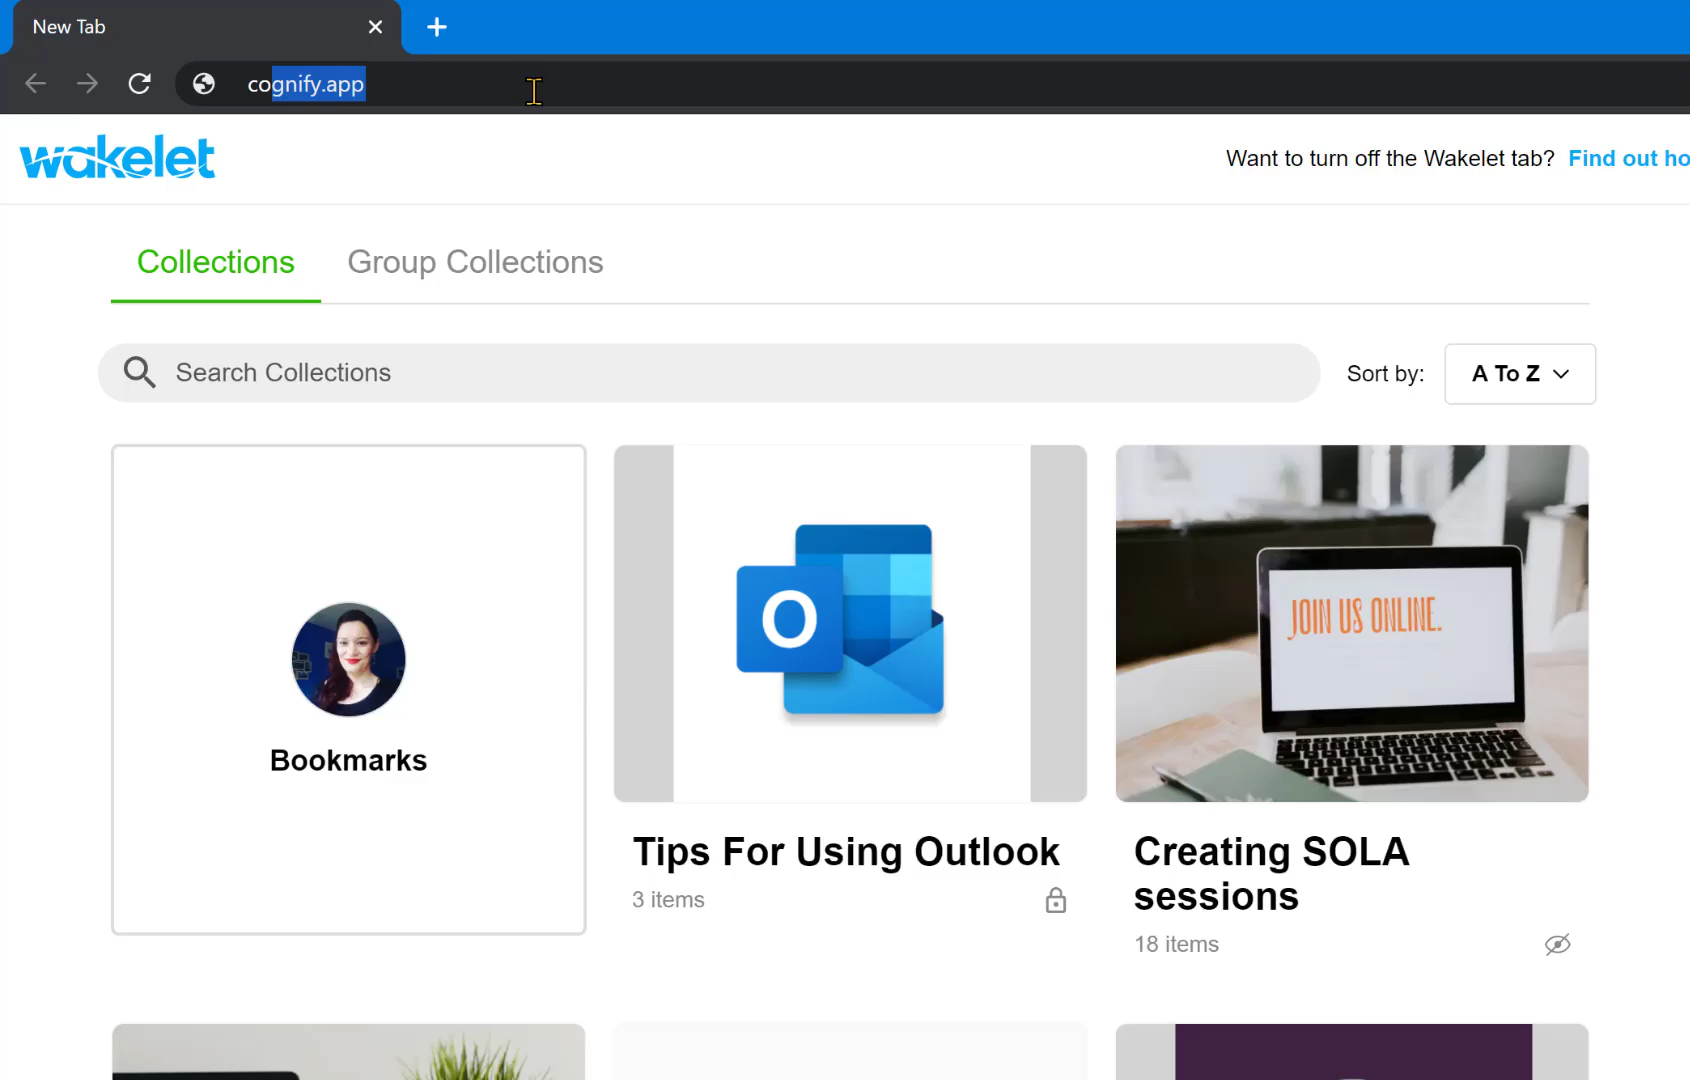 New Tab
cognify.app
wakelet
Want to turn off the Wakelet tab? Find out ho
Collections
Group Collections
Search Collections
Sort by:
A To Z
Bookmarks
O
JOIN US ONLINE.
Tips For Using Outlook
3 items
Creating SOLA
sessions
18 items